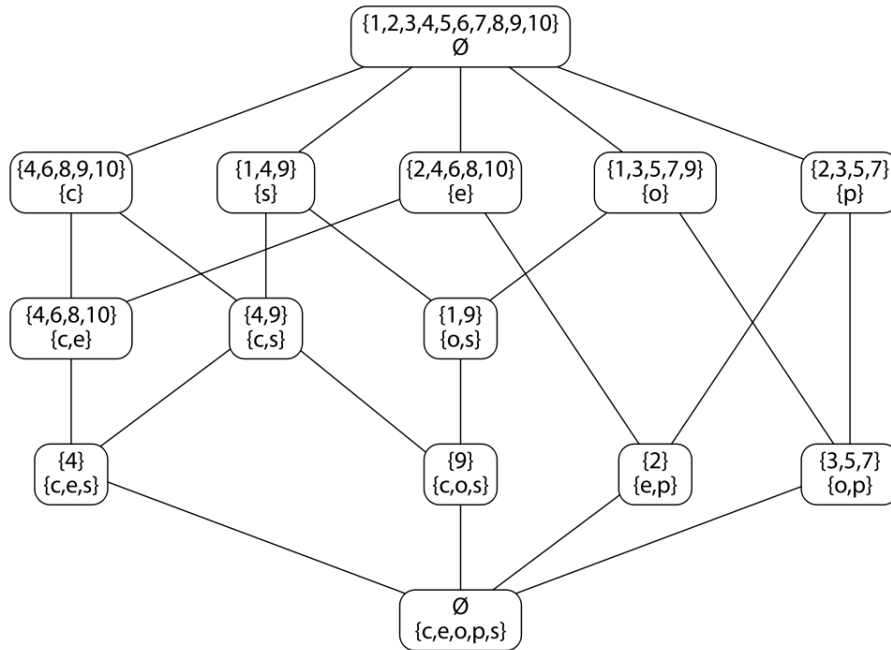 {1,2,3,4,5,6,7,8,9,10}
Ø
{4,6,8,9,10}
{c}
{1,4,9}
{s}
{2,4,6,8,10}
{e}
{1,3,5,7,9}
{o}
{2,3,5,7}
{p}
{4,6,8,10}
{c,e}
{4,9}
{c,s}
{1,9}
{o,s}
{4}
{c,e,s}
{9}
{c,o,s}
{2}
{e,p}
{3,5,7}
{o,p}
Ø
{c,e,o,p,s}